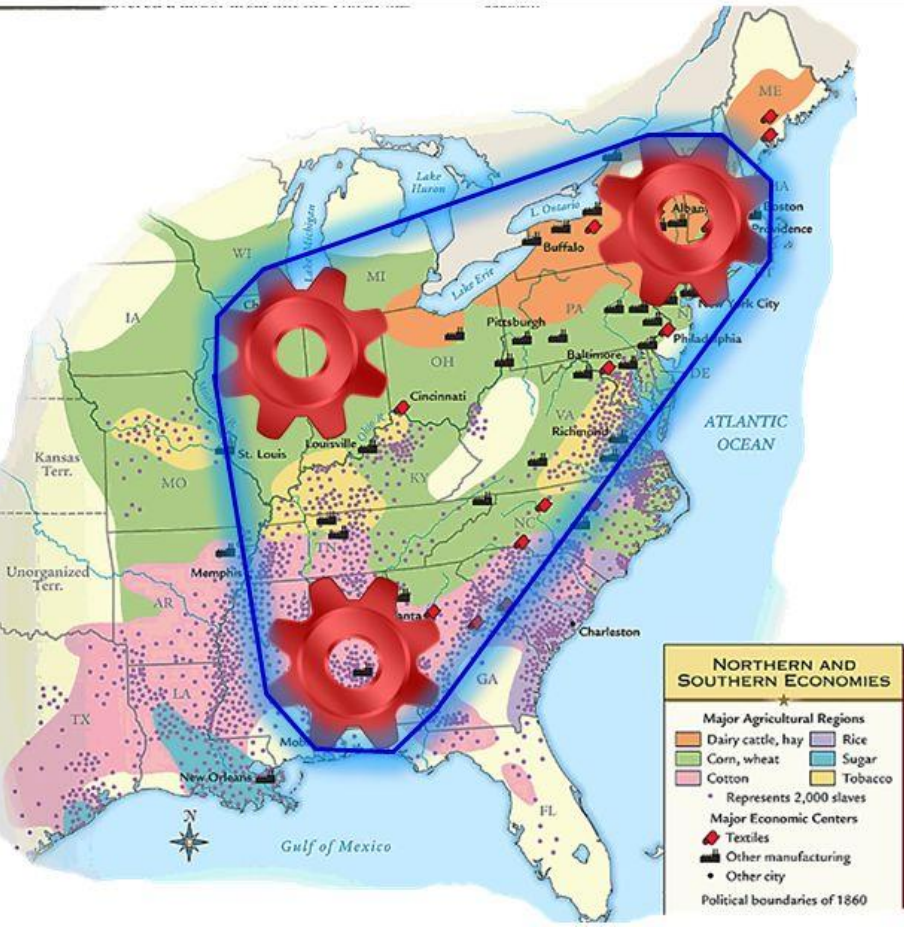 ME
Lake
Huron
L. Ontario
Albany
MA
Boston
Providence
Buffalo
WI
Lake Michigan
MI
Lake Erie
IA
PA
New York City
Pittsburgh
Philadelphia
OH
Baltimore
DE
Cincinnati
VA
Richmond
ATLANTIC
OCEAN
Louisville
Ohio R.
St. Louis
Kansas
Terr.
MO
KY
NC
TN
Unorganized
Terr.
Memphis
AR
Charleston
GA
LA
TX
New Orleans
FL
N
Gulf of Mexico
NORTHERN AND
SOUTHERN ECONOMIES
Major Agricultural Regions
Dairy cattle, hay Rice
Corn, wheat Sugar
Cotton Tobacco
Represents 2,000 slaves
Major Economic Centers
Textiles
Other manufacturing
Other city
Political boundaries of 1860